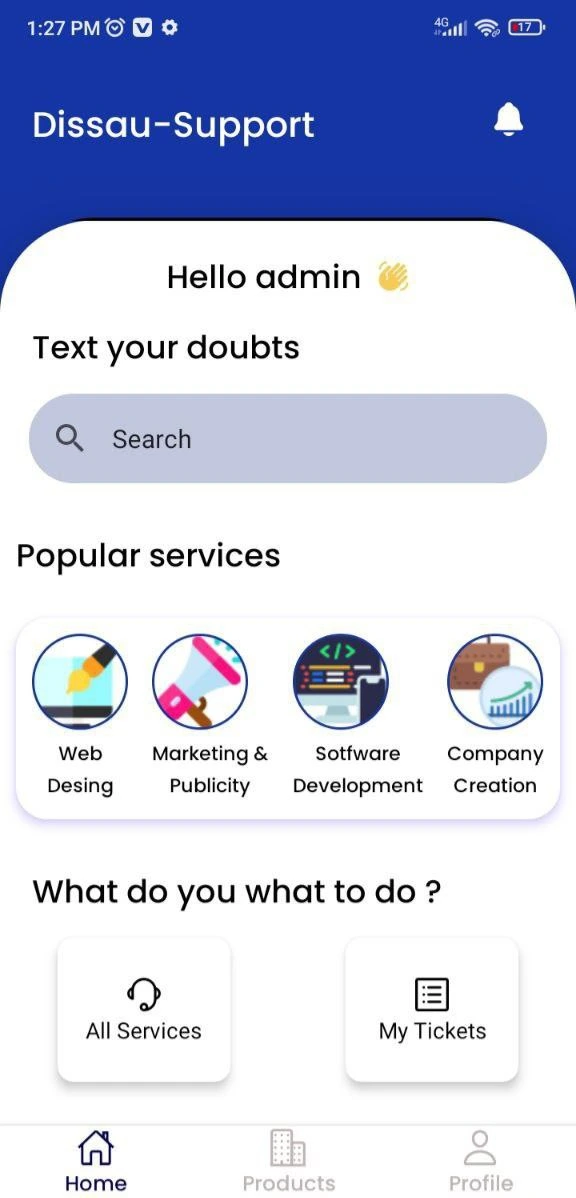 1:27 PM
4G
17
Dissau-Support
Hello admin 👋
Text your doubts
Search
Popular services
Web
Desing
Marketing &
Publicity
Sotfware
Development
Company
Creation
What do you what to do ?
All Services
My Tickets
Home
Products
Profile